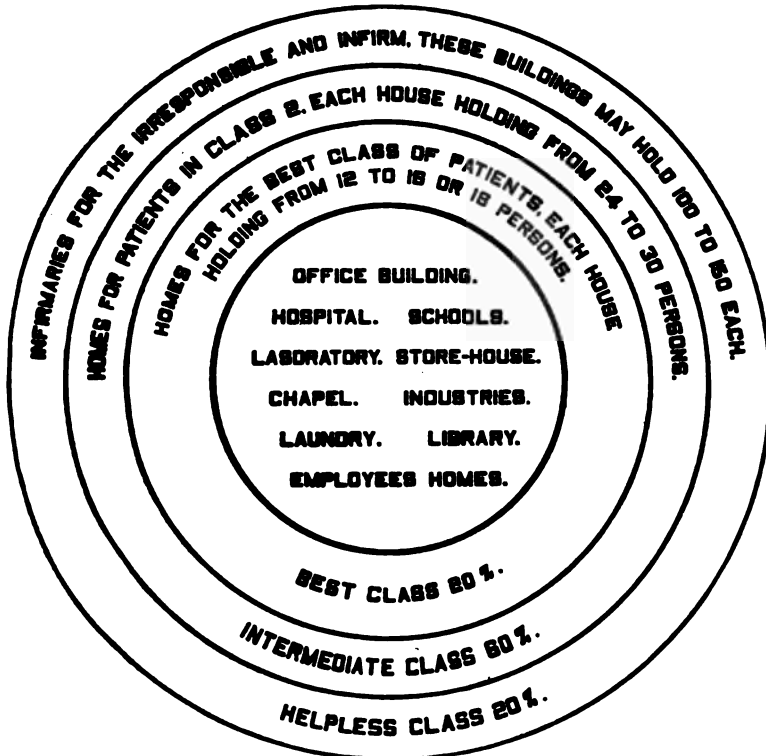 INFIRMARIES FOR THE IRRESPONSIBLE AND INFIRM. THESE BUILDINGS MAY HOLD 100 TO 150 EACH.
HOMES FOR PATIENTS IN CLASS 2. EACH HOUSE HOLDING FROM 24 TO 30 PERSONS.
HOMES FOR THE BEST CLASS OF PATIENTS, EACH HOUSE
HOLDING FROM 12 TO 16 OR 18 PERSONS.
OFFICE BUILDING.
HOSPITAL. SCHOOLS.
LABORATORY. STORE-HOUSE.
CHAPEL. INDUSTRIES.
LAUNDRY. LIBRARY.
EMPLOYEES HOMES.
BEST CLASS 20%.
INTERMEDIATE CLASS 60%.
HELPLESS CLASS 20%.